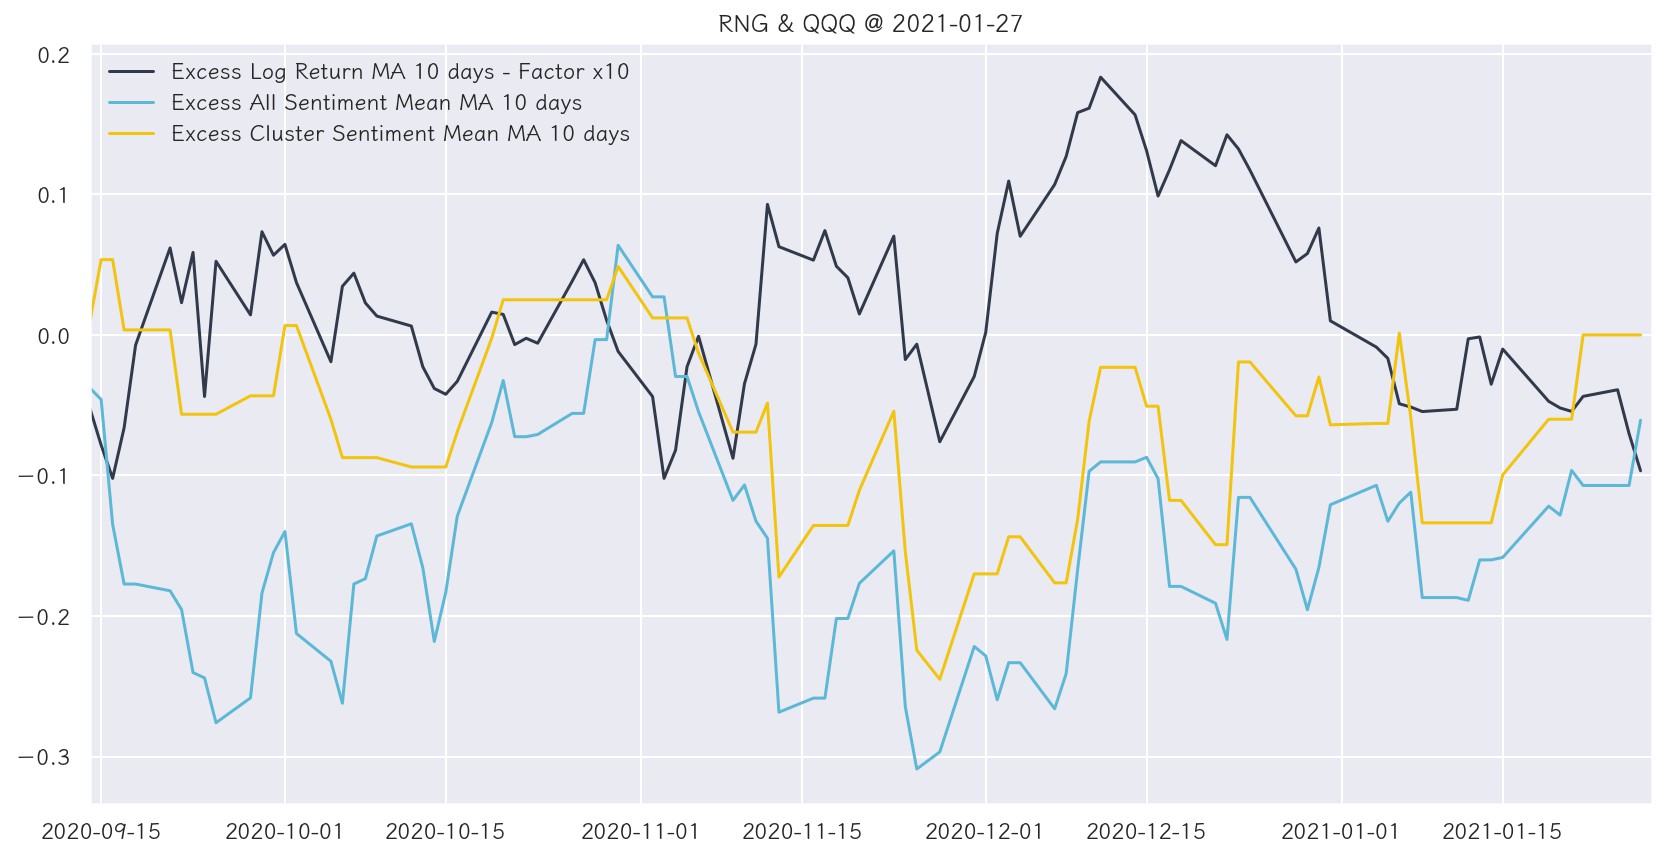 RNG & QQQ @ 2021-01-27
0.2
0.1
0.0
−0.1
−0.2
−0.3
Excess Log Return MA 10 days - Factor x10
Excess All Sentiment Mean MA 10 days
Excess Cluster Sentiment Mean MA 10 days
2020-09-15 2020-10-01 2020-10-15 2020-11-01 2020-11-15 2020-12-01 2020-12-15 2021-01-01 2021-01-15